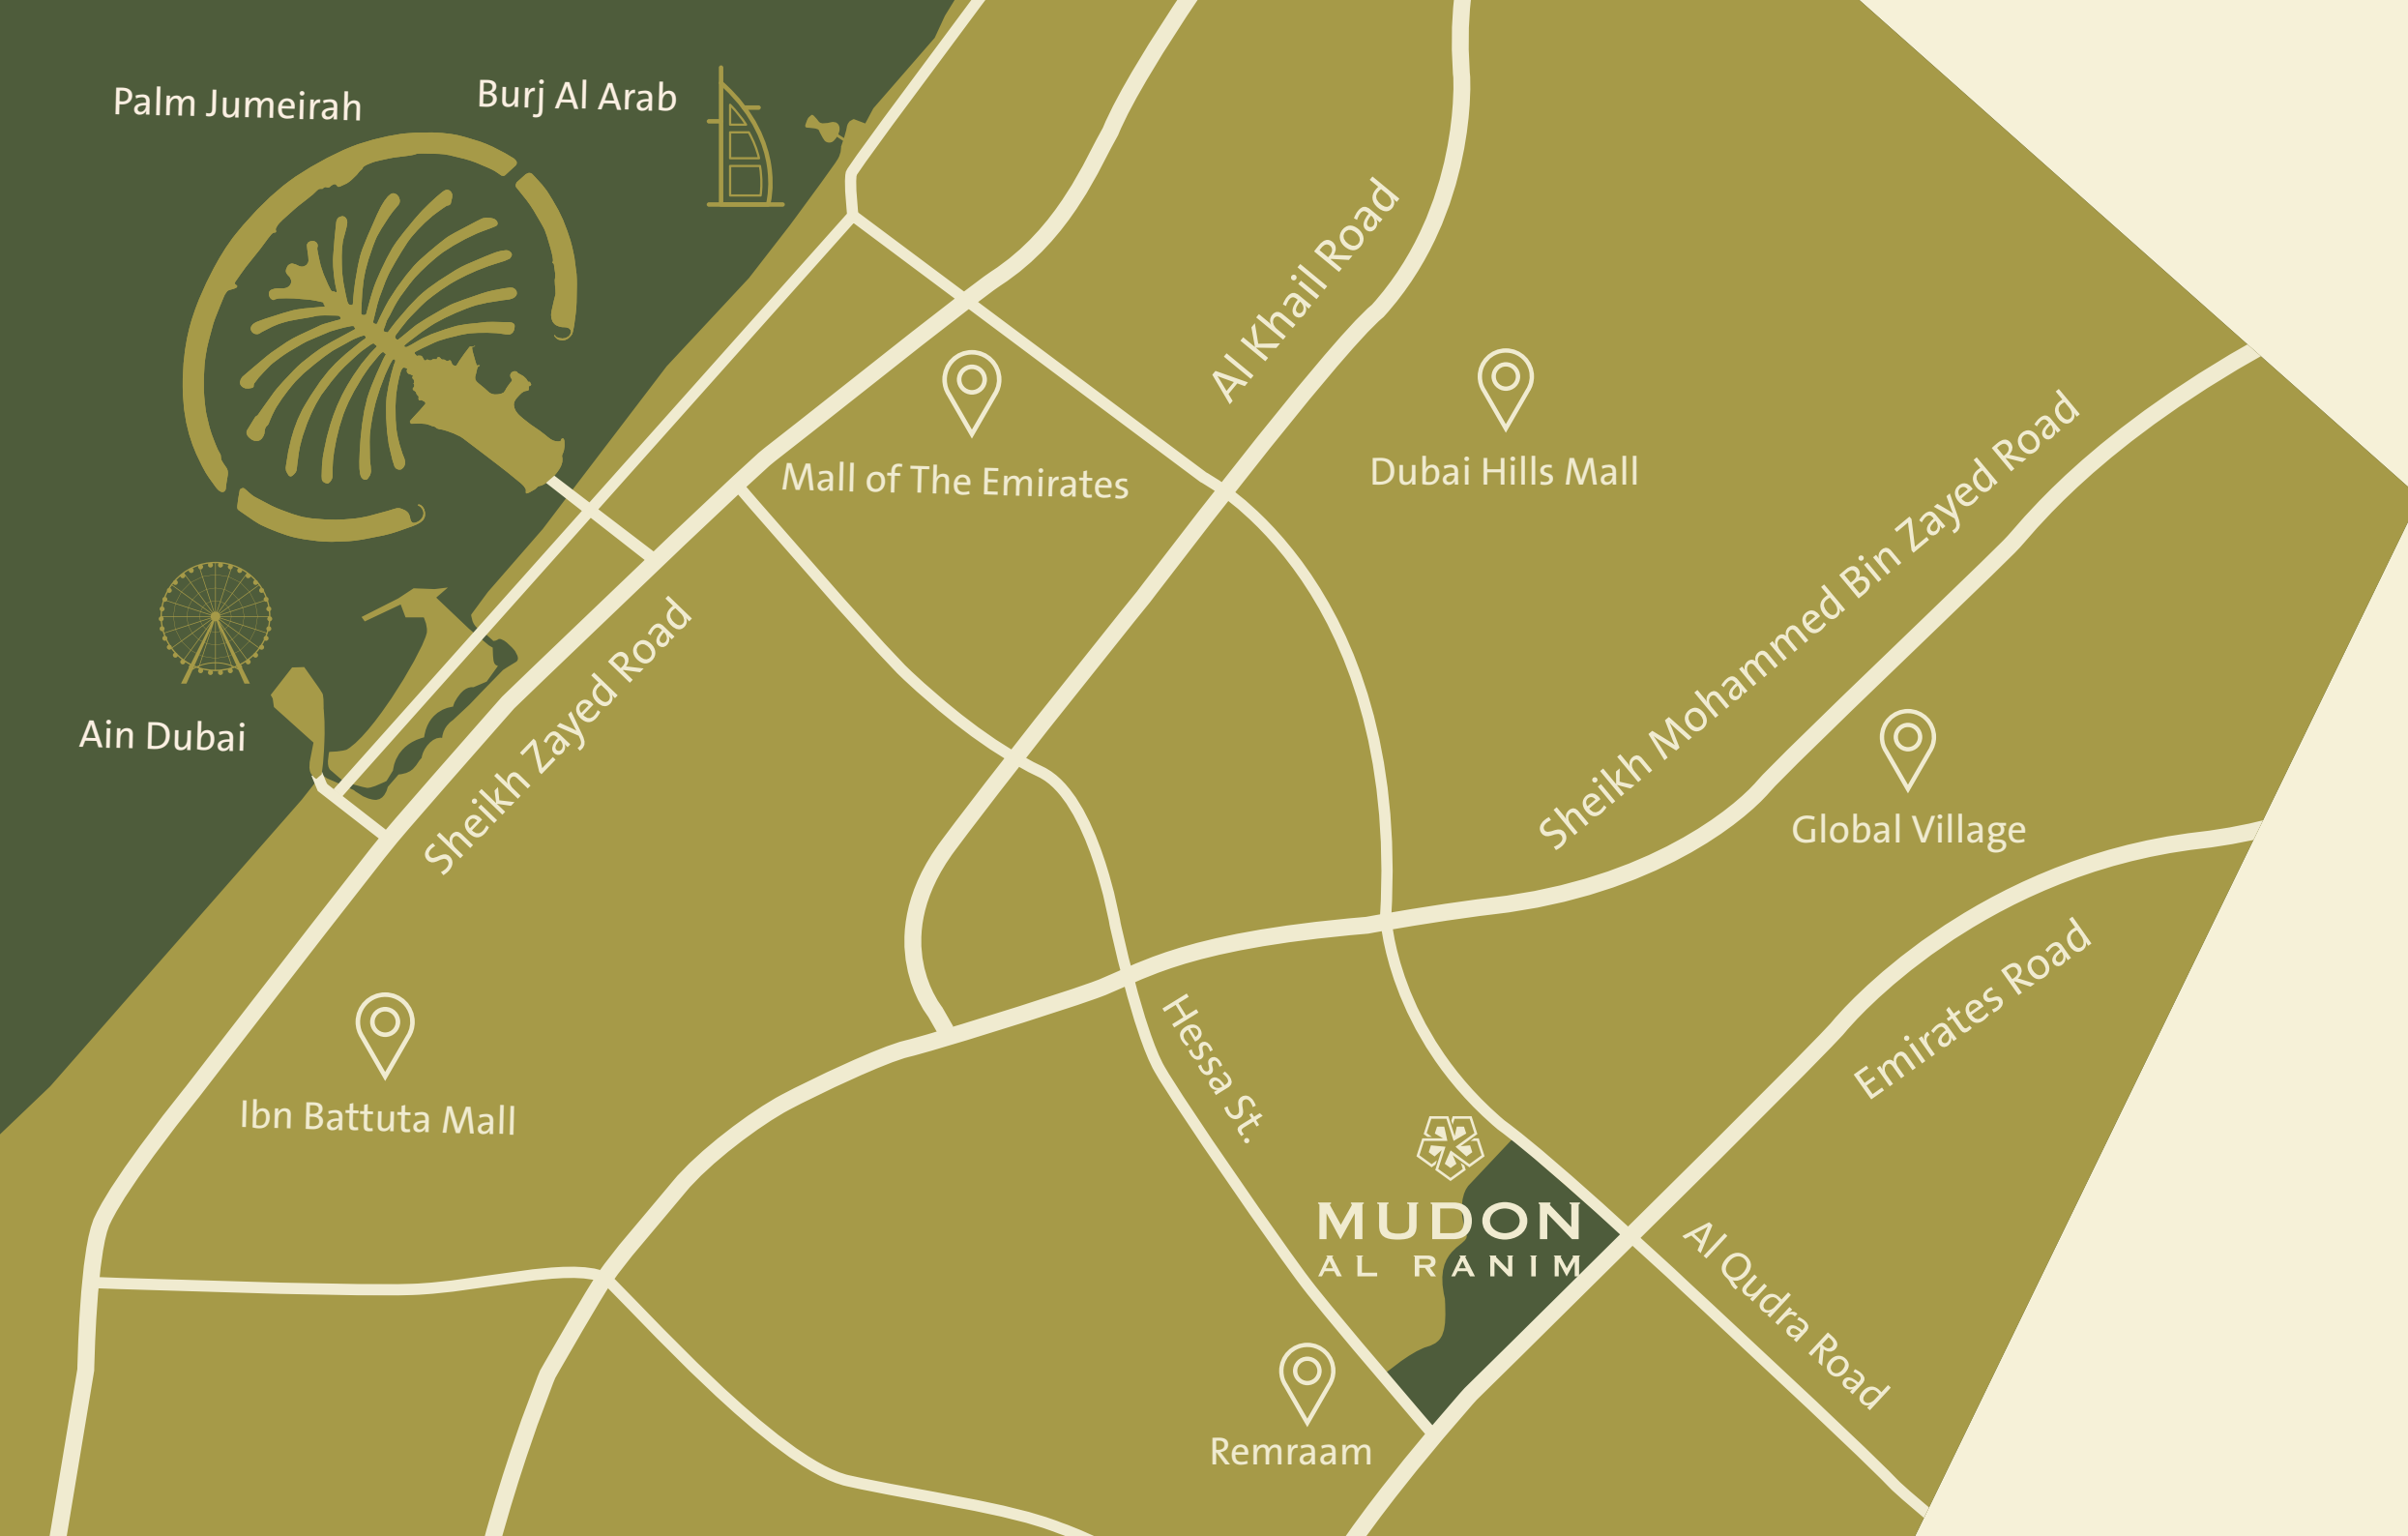 Palm Jumeirah
Burj Al Arab
Al Khail Road
Mall of The Emirates
Dubai Hills Mall
Sheikh Mohammed Bin Zayed Road
Sheikh Zayed Road
Ain Dubai
Global Village
Emirates Road
Hessa St.
Ibn Battuta Mall
MUDON
AL RANIM
Al Qudra Road
Remraam